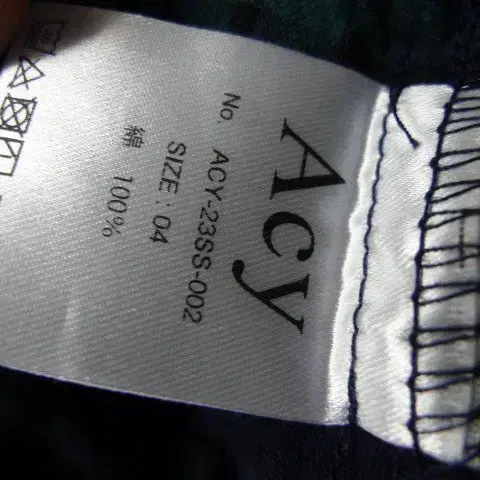 Acy
No. ACY-23SS-002
SIZE : 04
綿 100%